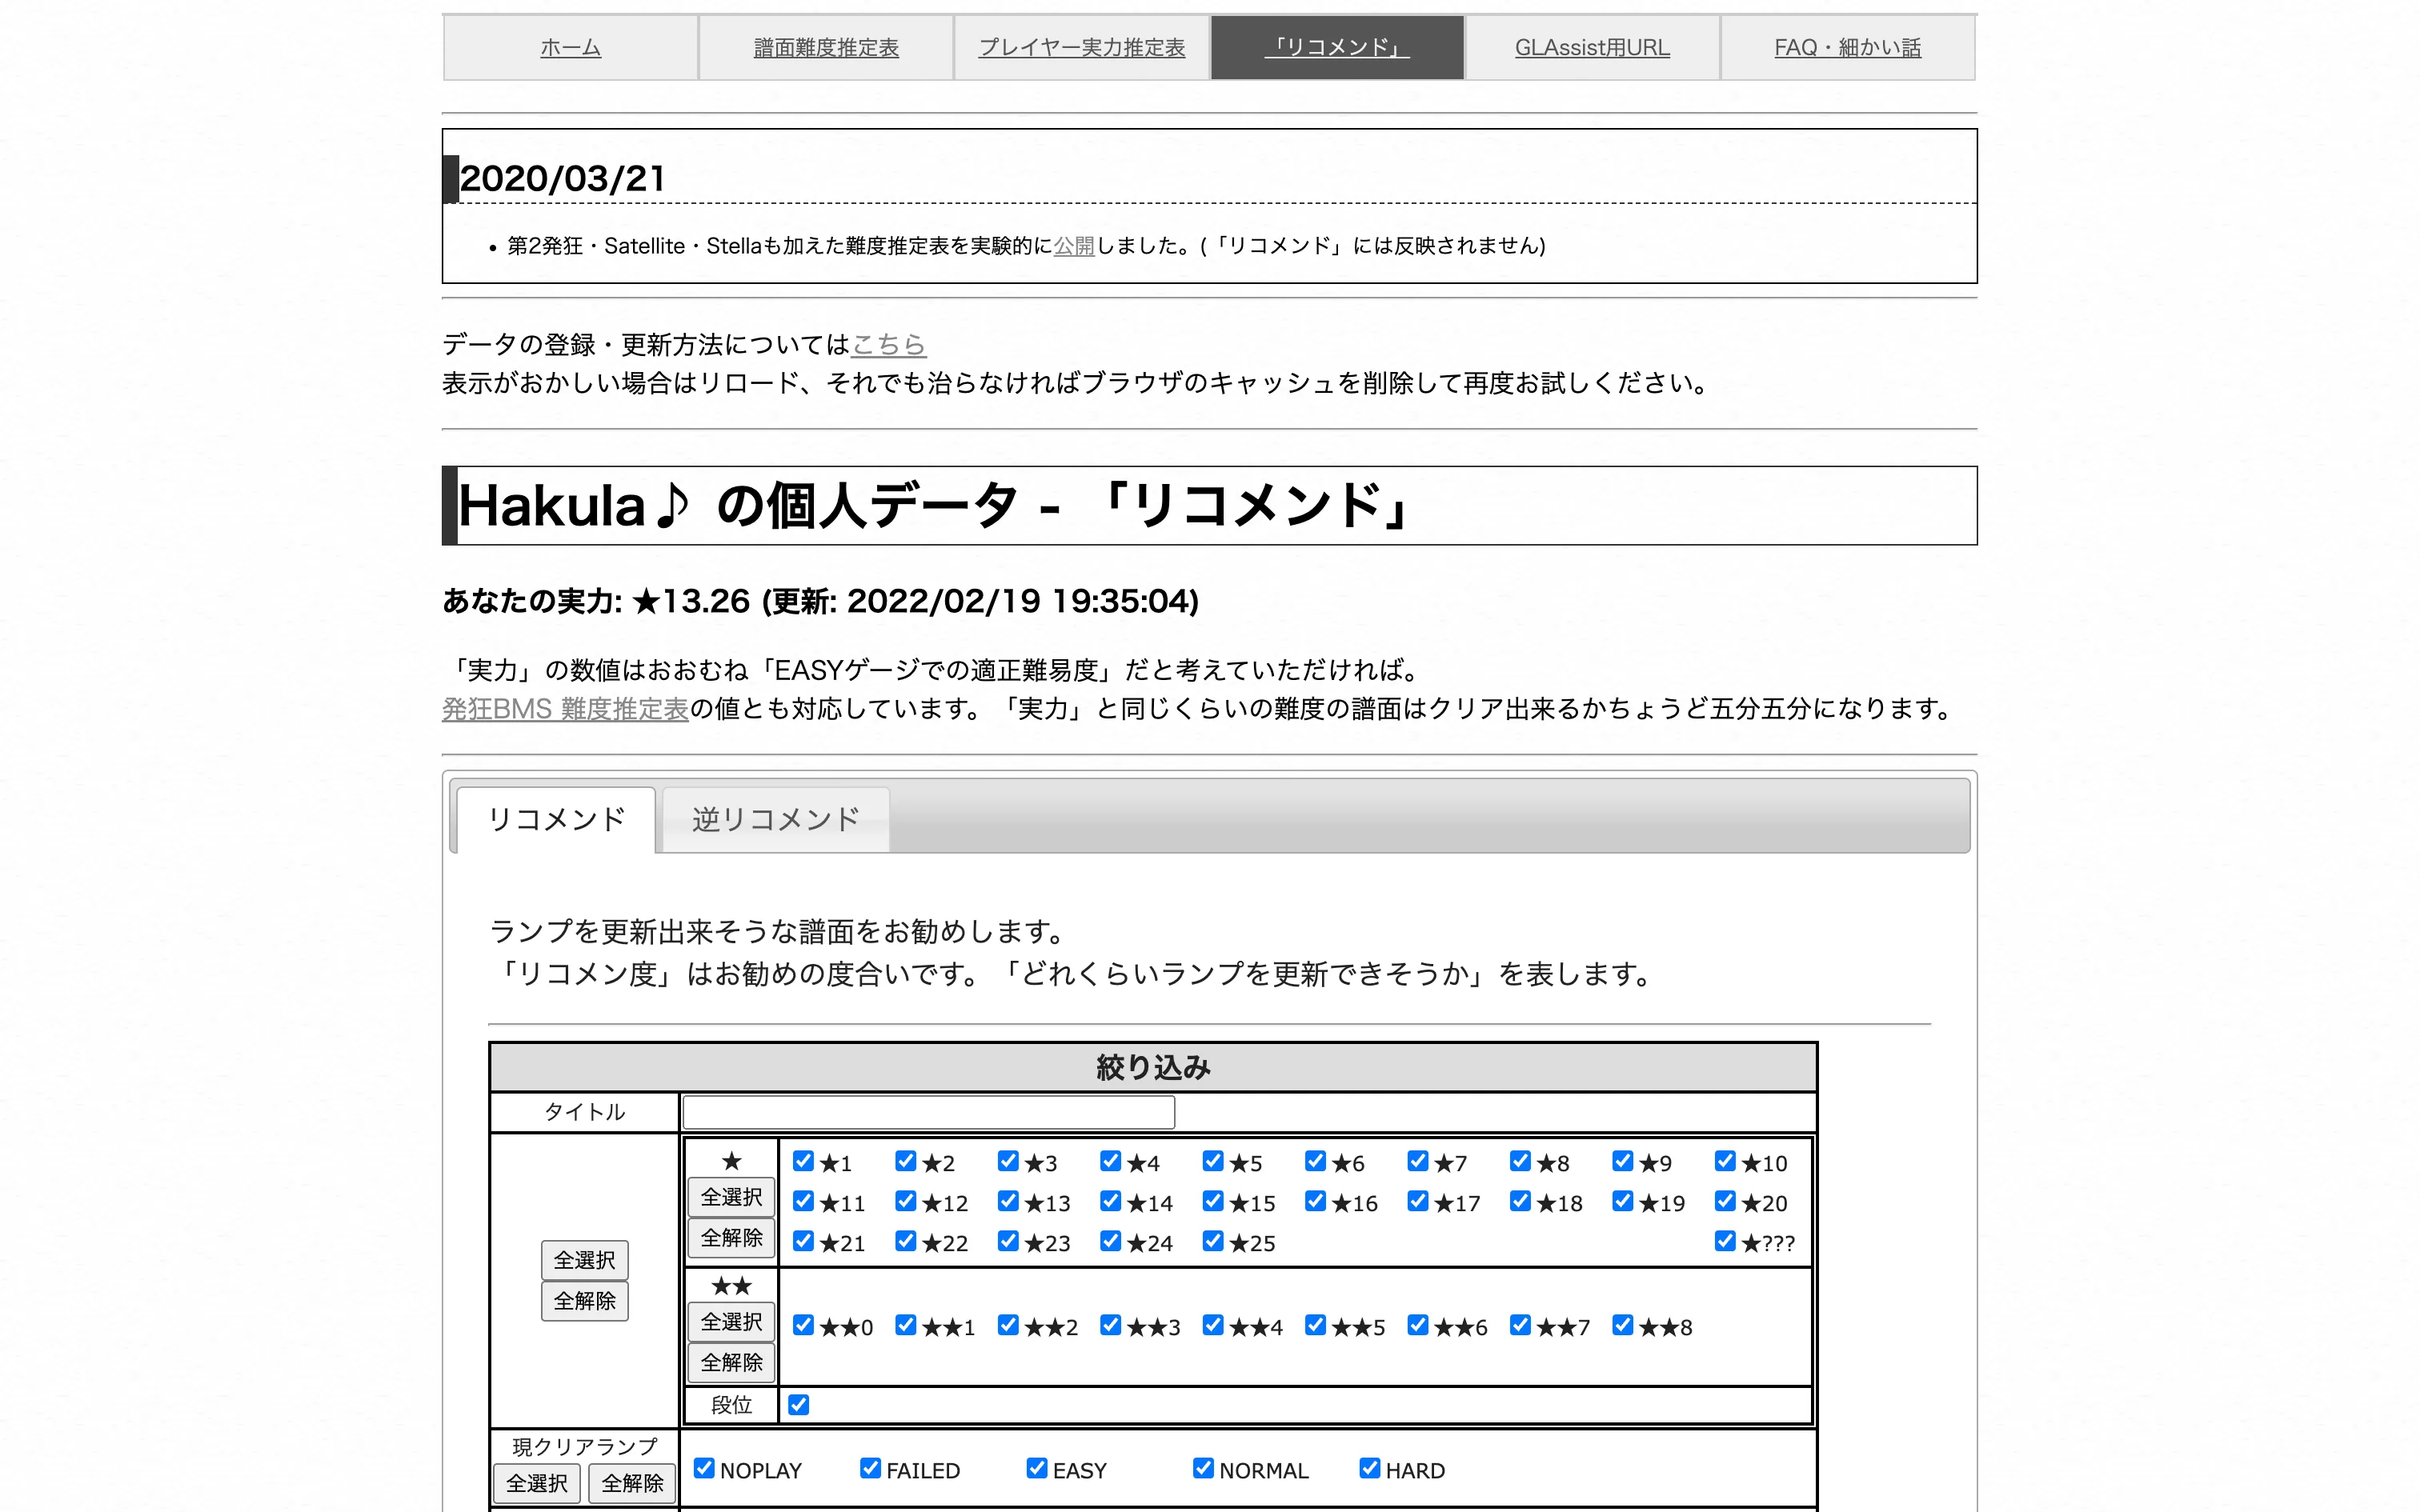 ホーム 譜面難度推定表 プレイヤー実力推定表 「リコメンド」 GLAssist用URL FAQ・細かい話
2020/03/21
• 第2発狂・Satellite・Stellaも加えた難度推定表を実験的に公開しました。(「リコメンド」には反映されません)
データの登録・更新方法についてはこちら
表示がおかしい場合はリロード、それでも治らなければブラウザのキャッシュを削除して再度お試しください。
Hakula♪ の個人データ - 「リコメンド」
あなたの実力: ★13.26 (更新: 2022/02/19 19:35:04)
「実力」の数値はおおむね「EASYゲージでの適正難易度」だと考えていただければ。
発狂BMS 難度推定表の値とも対応しています。「実力」と同じくらいの難度の譜面はクリア出来るかちょうど五分五分になります。
リコメンド 逆リコメンド
ランプを更新出来そうな譜面をお勧めします。
「リコメン度」はお勧めの度合いです。「どれくらいランプを更新できそうか」を表します。
絞り込み
タイトル
全選択
全解除
★
全選択
全解除
★1 ★2 ★3 ★4 ★5 ★6 ★7 ★8 ★9 ★10
★11 ★12 ★13 ★14 ★15 ★16 ★17 ★18 ★19 ★20
★21 ★22 ★23 ★24 ★25 ★???
★★
全選択
全解除
★★0 ★★1 ★★2 ★★3 ★★4 ★★5 ★★6 ★★7 ★★8
段位
現クリアランプ
全選択 全解除
NOPLAY FAILED EASY NORMAL HARD